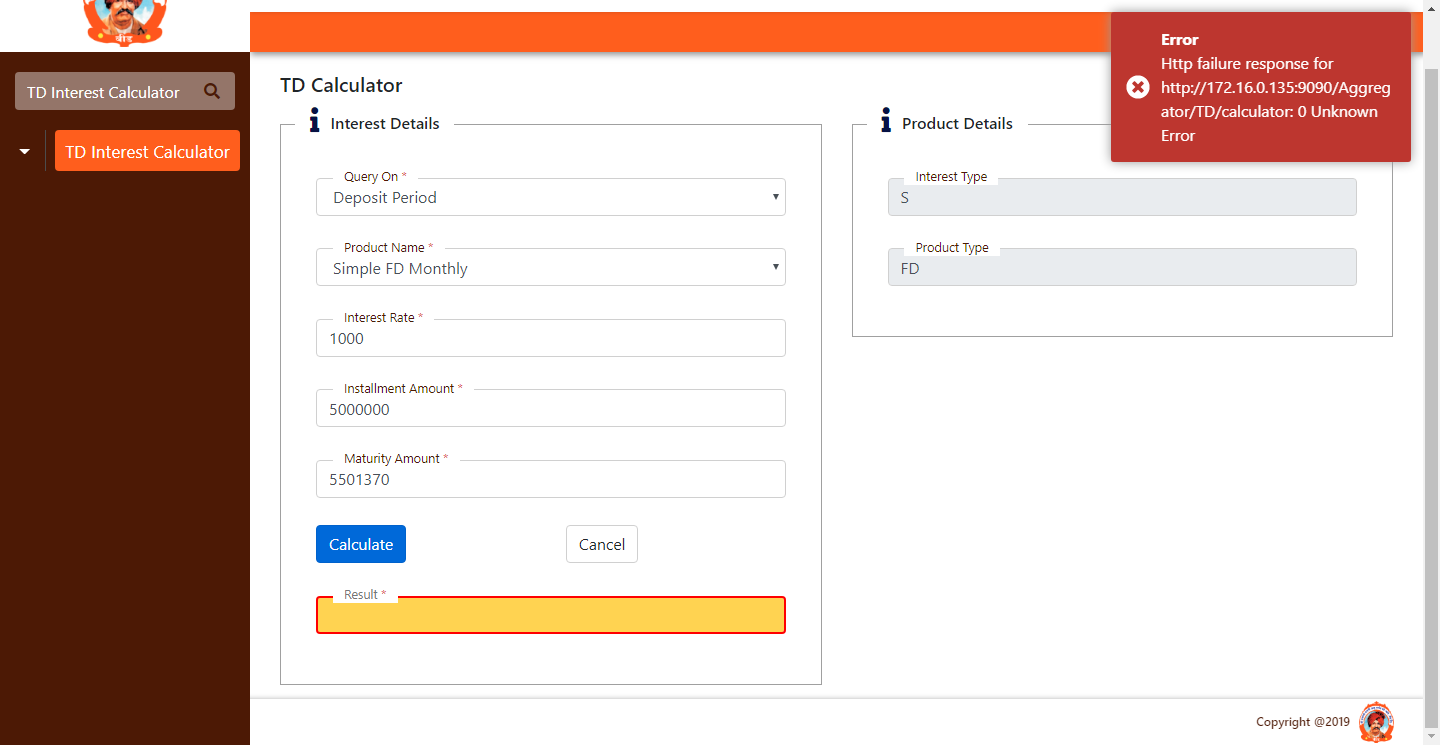 बीड
TD Interest Calculator
TD Interest Calculator
Error
Http failure response for
http://172.16.0.135:9090/Aggreg
ator/TD/calculator: 0 Unknown
Error
TD Calculator
Interest Details
Query On *
Deposit Period
Product Name *
Simple FD Monthly
Interest Rate *
1000
Installment Amount *
5000000
Maturity Amount *
5501370
Calculate
Cancel
Result *
Product Details
Interest Type
S
Product Type
FD
Copyright @2019